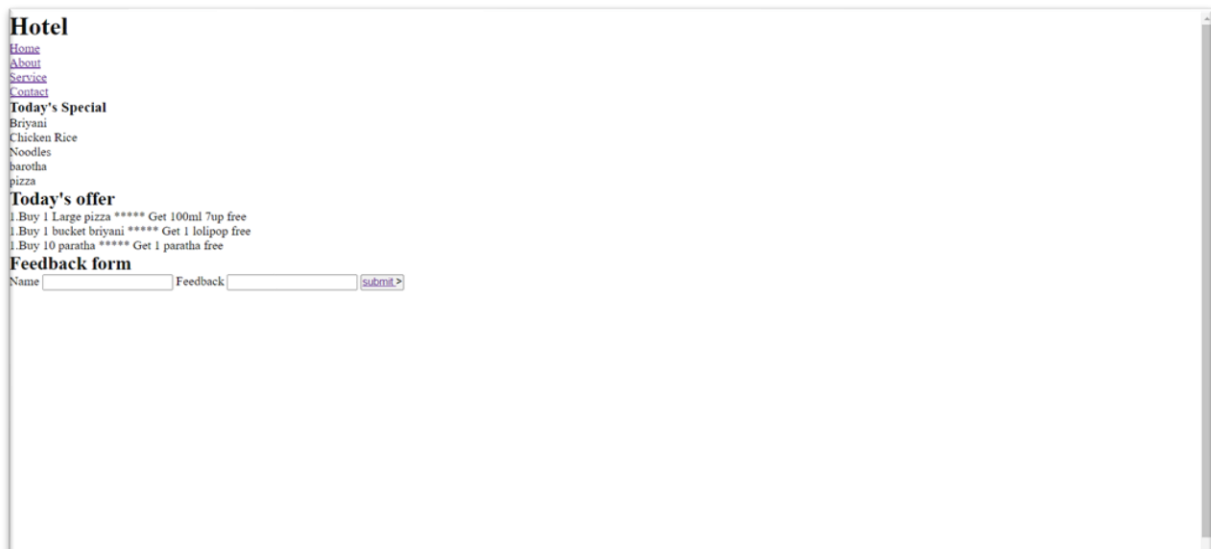 Hotel
Home
About
Service
Contact
Today's Special
Briyani
Chicken Rice
Noodles
barotha
pizza
Today's offer
1.Buy 1 Large pizza ***** Get 100ml 7up free
1.Buy 1 bucket briyani ***** Get 1 lolipop free
1.Buy 10 paratha ***** Get 1 paratha free
Feedback form
Name Feedback submit >